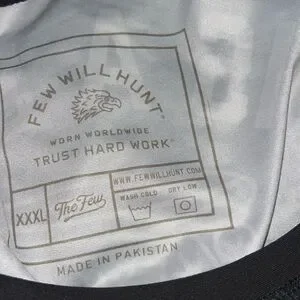 FEW WILL HUNT®
WORN WORLDWIDE
TRUST HARD WORK®
WWW.FEWWILLHUNT.COM
XXXL
The Few
WASH COLD DRY LOW
MADE IN PAKISTAN